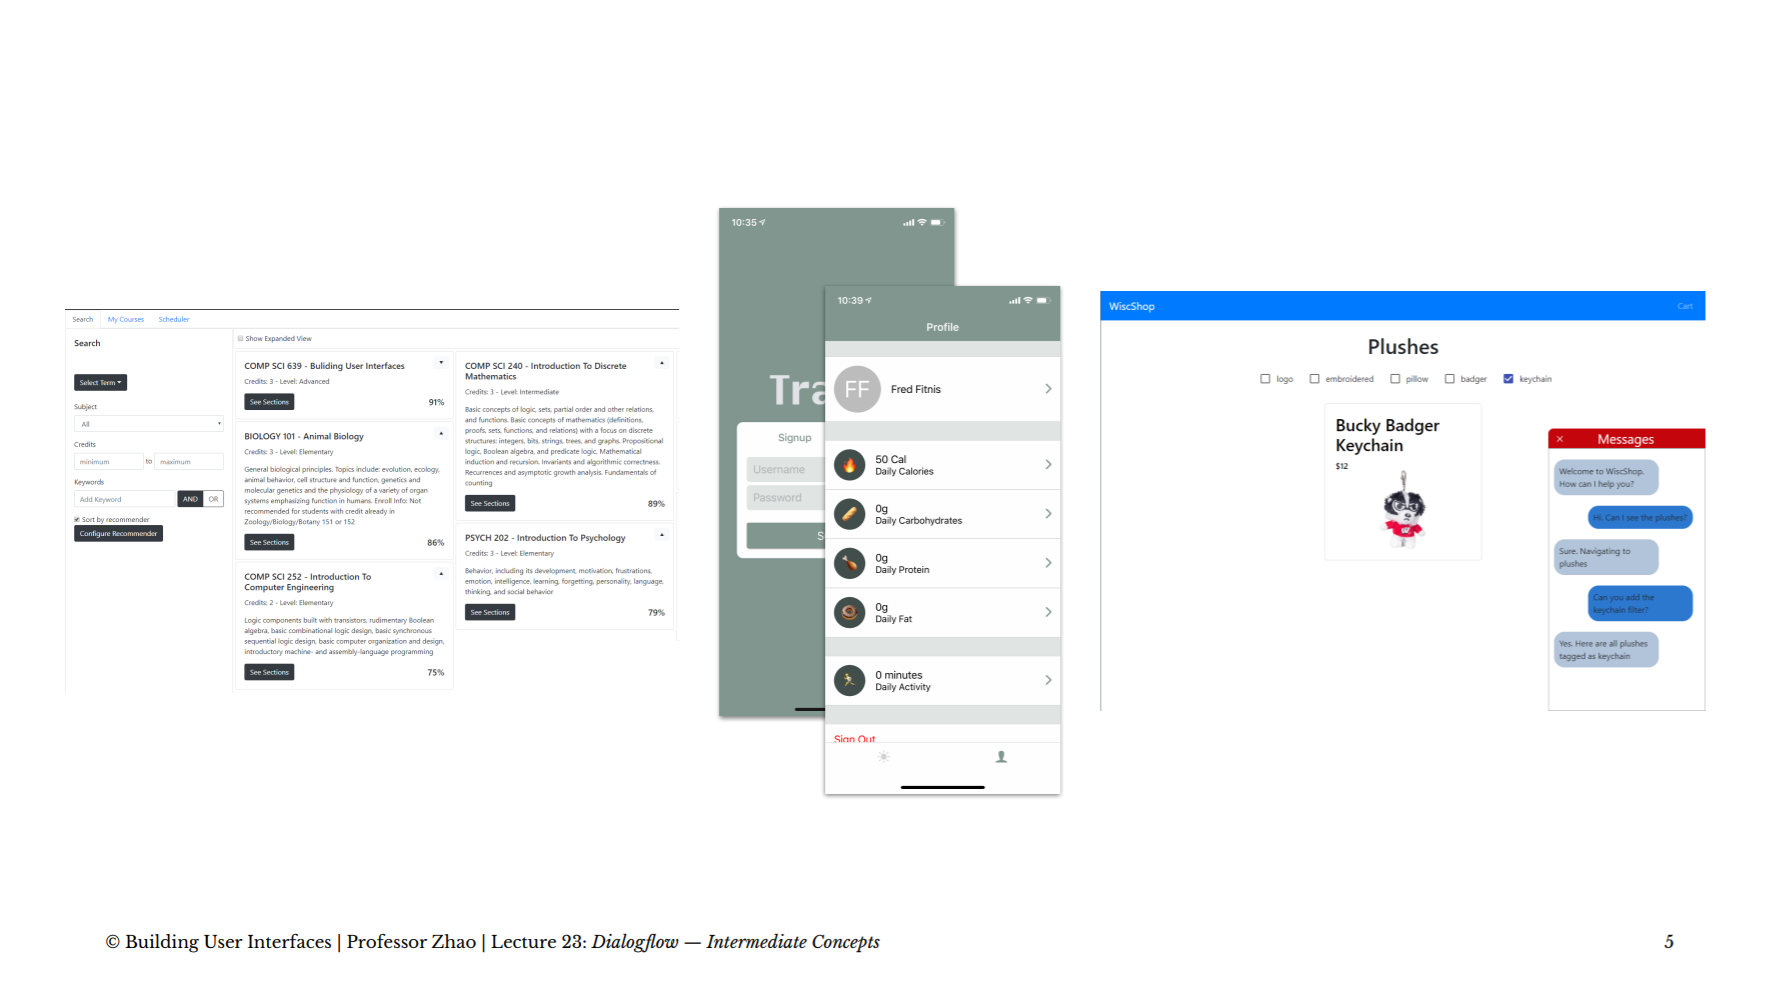 Search My Courses Scheduler
Search
Select Term
Subject
All
Credits
minimum to maximum
Keywords
Add Keyword AND OR
Sort by recommender
Configure Recommender
Show Expanded View
COMP SCI 639 - Buliding User Interfaces
Credits: 3 - Level: Advanced
See Sections 91%
BIOLOGY 101 - Animal Biology
Credits: 3 - Level: Elementary
General biological principles. Topics include: evolution, ecology,
animal behavior, cell structure and function, genetics and
molecular genetics and the physiology of a variety of organ
systems emphasizing function in humans. Enroll Info: Not
recommended for students with credit already in
Zoology/Biology/Botany 151 or 152
See Sections 86%
COMP SCI 252 - Introduction To
Computer Engineering
Credits: 2 - Level: Elementary
Logic components built with transistors, rudimentary Boolean
algebra, basic combinational logic design, basic synchronous
sequential logic design, basic computer organization and design,
introductory machine- and assembly-language programming
See Sections 75%
COMP SCI 240 - Introduction To Discrete
Mathematics
Credits: 3 - Level: Intermediate
Basic concepts of logic, sets, partial order and other relations,
and functions. Basic concepts of mathematics (definitions,
proofs, sets, functions, and relations) with a focus on discrete
structures: integers, bits, strings, trees, and graphs. Propositional
logic, Boolean algebra, and predicate logic. Mathematical
induction and recursion. Invariants and algorithmic correctness.
Recurrences and asymptotic growth analysis. Fundamentals of
counting
See Sections 89%
PSYCH 202 - Introduction To Psychology
Credits: 3 - Level: Elementary
Behavior, including its development, motivation, frustrations,
emotion, intelligence, learning, forgetting, personality, language,
thinking, and social behavior
See Sections 79%
10:35
Tra
Signup
Username
Password
S
10:39
Profile
FF Fred Fitnis
50 Cal
Daily Calories
0g
Daily Carbohydrates
0g
Daily Protein
0g
Daily Fat
0 minutes
Daily Activity
Sign Out
WiscShop Cart
Plushes
logo embroidered pillow badger keychain
Bucky Badger
Keychain
$12
Messages
Welcome to WiscShop.
How can I help you?
Hi. Can I see the plushes?
Sure. Navigating to
plushes
Can you add the
keychain filter?
Yes. Here are all plushes
tagged as keychain
© Building User Interfaces | Professor Zhao | Lecture 23: Dialogflow — Intermediate Concepts 5